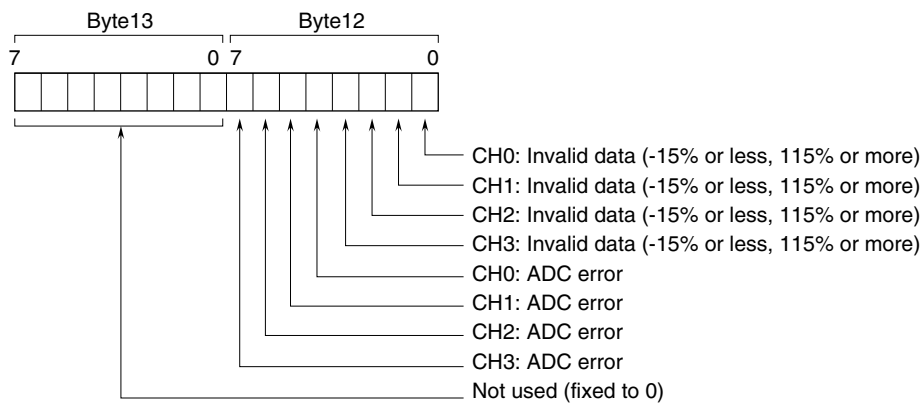 Byte13 Byte12
7 0 7 0
CH0: Invalid data (-15% or less, 115% or more)
CH1: Invalid data (-15% or less, 115% or more)
CH2: Invalid data (-15% or less, 115% or more)
CH3: Invalid data (-15% or less, 115% or more)
CH0: ADC error
CH1: ADC error
CH2: ADC error
CH3: ADC error
Not used (fixed to 0)